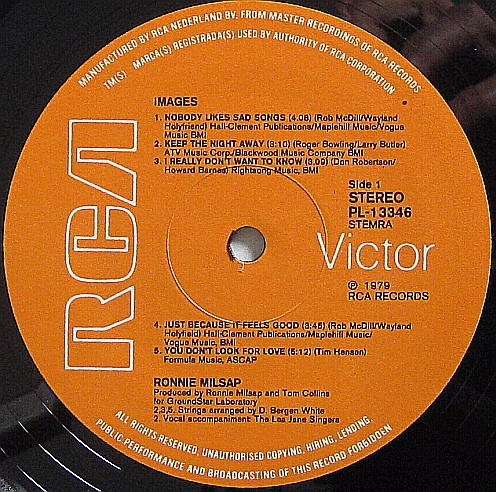 MANUFACTURED BY RCA NEDERLAND BV. FROM MASTER RECORDINGS OF RCA RECORDS
TM(S) MARCA(S) REGISTRADA(S) USED BY AUTHORITY OF RCA CORPORATION
IMAGES
1. NOBODY LIKES SAD SONGS (4.08) (Rob McDill/Wayland
Holyfriend) Hall-Clement Publications/Maplehill Music/Vogue
Music BMI
2. KEEP THE NIGHT AWAY (3:10) (Roger Bowling/Larry Butler)
ATV Music Corp./Blackwood Music Company BMI
3. I REALLY DON'T WANT TO KNOW (3.09) (Don Robertson/
Howard Barnes) Rightsong Music, BMI
Side 1
STEREO
PL-13346
STEMRA
RCA
Victor
℗ 1979
RCA RECORDS
4. JUST BECAUSE IT FEELS GOOD (3:45) (Rob McDill/Wayland
Holyfield) Hall-Clement Publications/Maplehill Music/
Vogue Music, BMI
5. YOU DON'T LOOK FOR LOVE (5:12) (Tim Henson)
Formula Music, ASCAP
RONNIE MILSAP
Produced by Ronnie Milsap and Tom Collins
for GroundStar Laboratory
2,3,5. Strings arranged by D. Bergen White
2. Vocal accompaniment: The Lea Jane Singers
ALL RIGHTS RESERVED, UNAUTHORISED COPYING, HIRING, LENDING,
PUBLIC PERFORMANCE AND BROADCASTING OF THIS RECORD FORBIDDEN